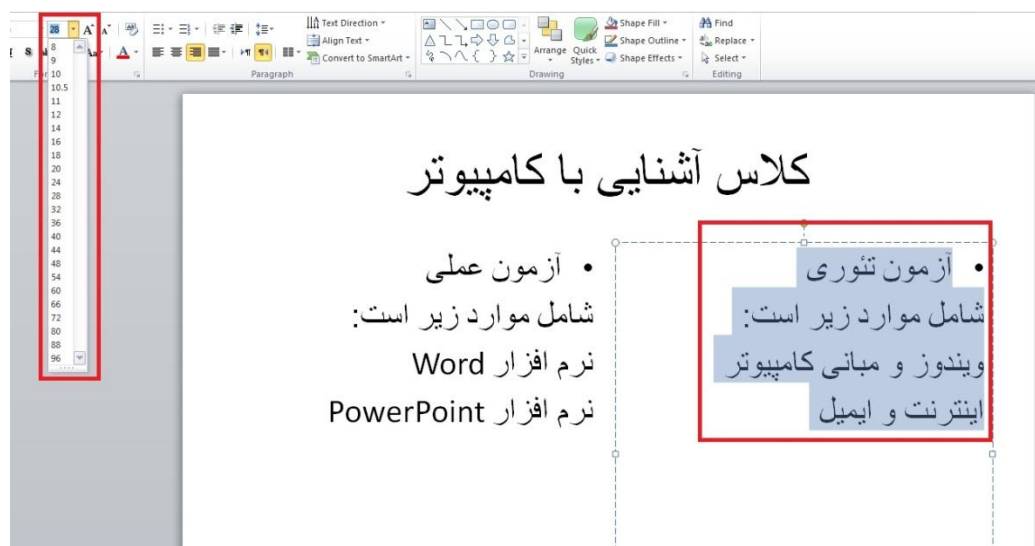 28
Text Direction
Align Text
Convert to SmartArt
Paragraph
Arrange
Quick Styles
Shape Fill
Shape Outline
Shape Effects
Drawing
Find
Replace
Select
Editing
8
9
10
10.5
11
12
14
16
18
20
24
28
32
36
40
44
48
54
60
66
72
80
88
96
کلاس آشنایی با کامپیوتر
• آزمون تئوری
شامل موارد زیر است:
ویندوز و مبانی کامپیوتر
اینترنت و ایمیل
• آزمون عملی
شامل موارد زیر است:
نرم افزار Word
نرم افزار PowerPoint